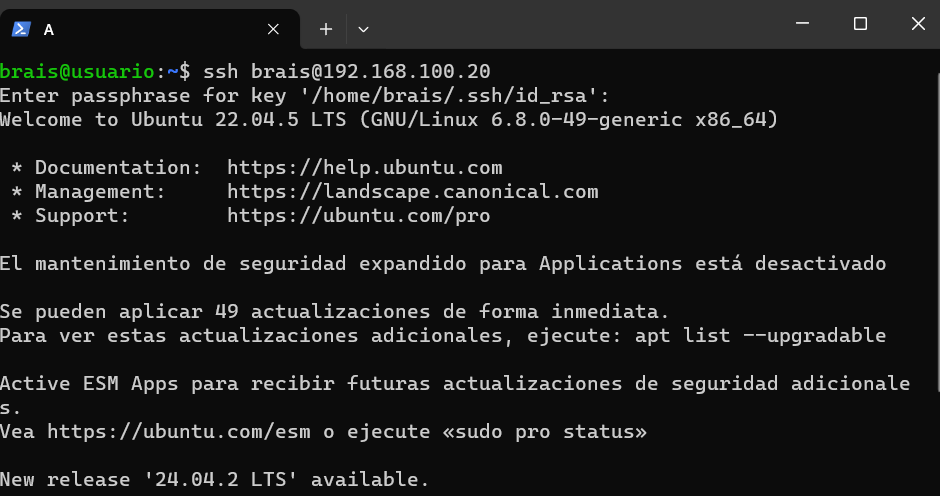 A
brais@usuario:~$ ssh brais@192.168.100.20
Enter passphrase for key '/home/brais/.ssh/id_rsa':
Welcome to Ubuntu 22.04.5 LTS (GNU/Linux 6.8.0-49-generic x86_64)
* Documentation:  https://help.ubuntu.com
* Management:     https://landscape.canonical.com
* Support:        https://ubuntu.com/pro
El mantenimiento de seguridad expandido para Applications está desactivado
Se pueden aplicar 49 actualizaciones de forma inmediata.
Para ver estas actualizaciones adicionales, ejecute: apt list --upgradable
Active ESM Apps para recibir futuras actualizaciones de seguridad adicionale
s.
Vea https://ubuntu.com/esm o ejecute «sudo pro status»
New release '24.04.2 LTS' available.